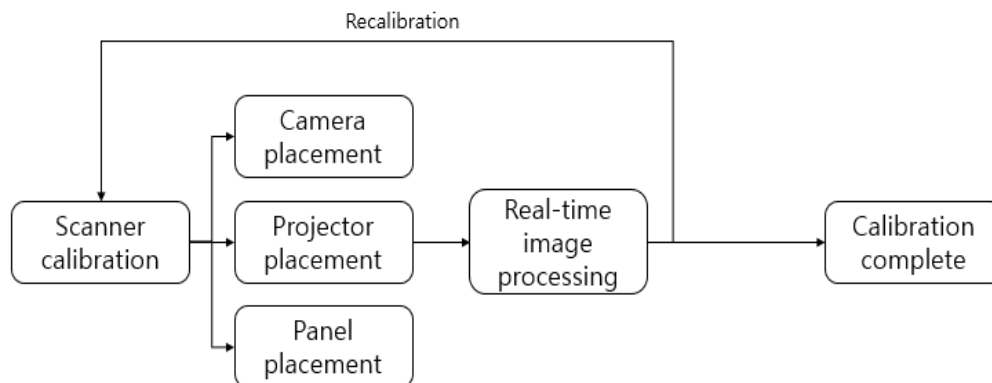 Recalibration
Camera
placement
Scanner
calibration
Projector
placement
Real-time
image
processing
Calibration
complete
Panel
placement